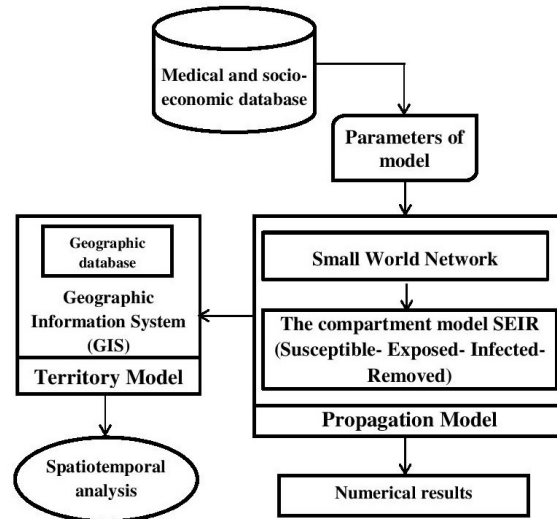 Medical and socio-
economic database
Parameters of
model
Small World Network
The compartment model SEIR
(Susceptible- Exposed- Infected-
Removed)
Propagation Model
Numerical results
Geographic
database
Geographic
Information System
(GIS)
Territory Model
Spatiotemporal
analysis